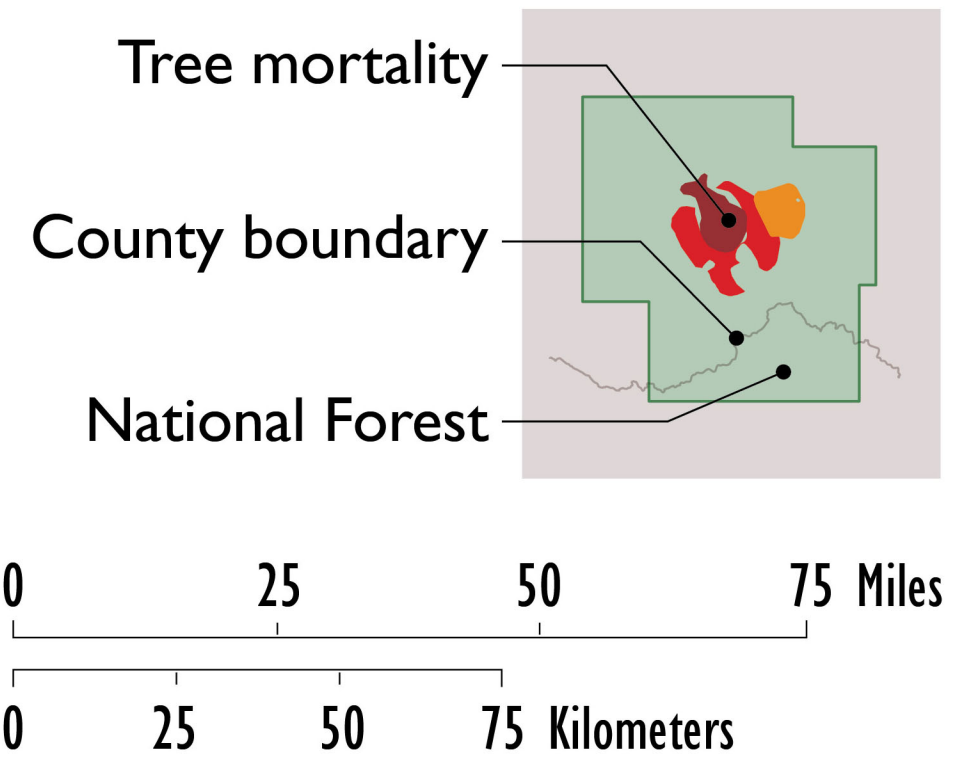 Tree mortality
County boundary
National Forest
0 25 50 75 Miles
0 25 50 75 Kilometers